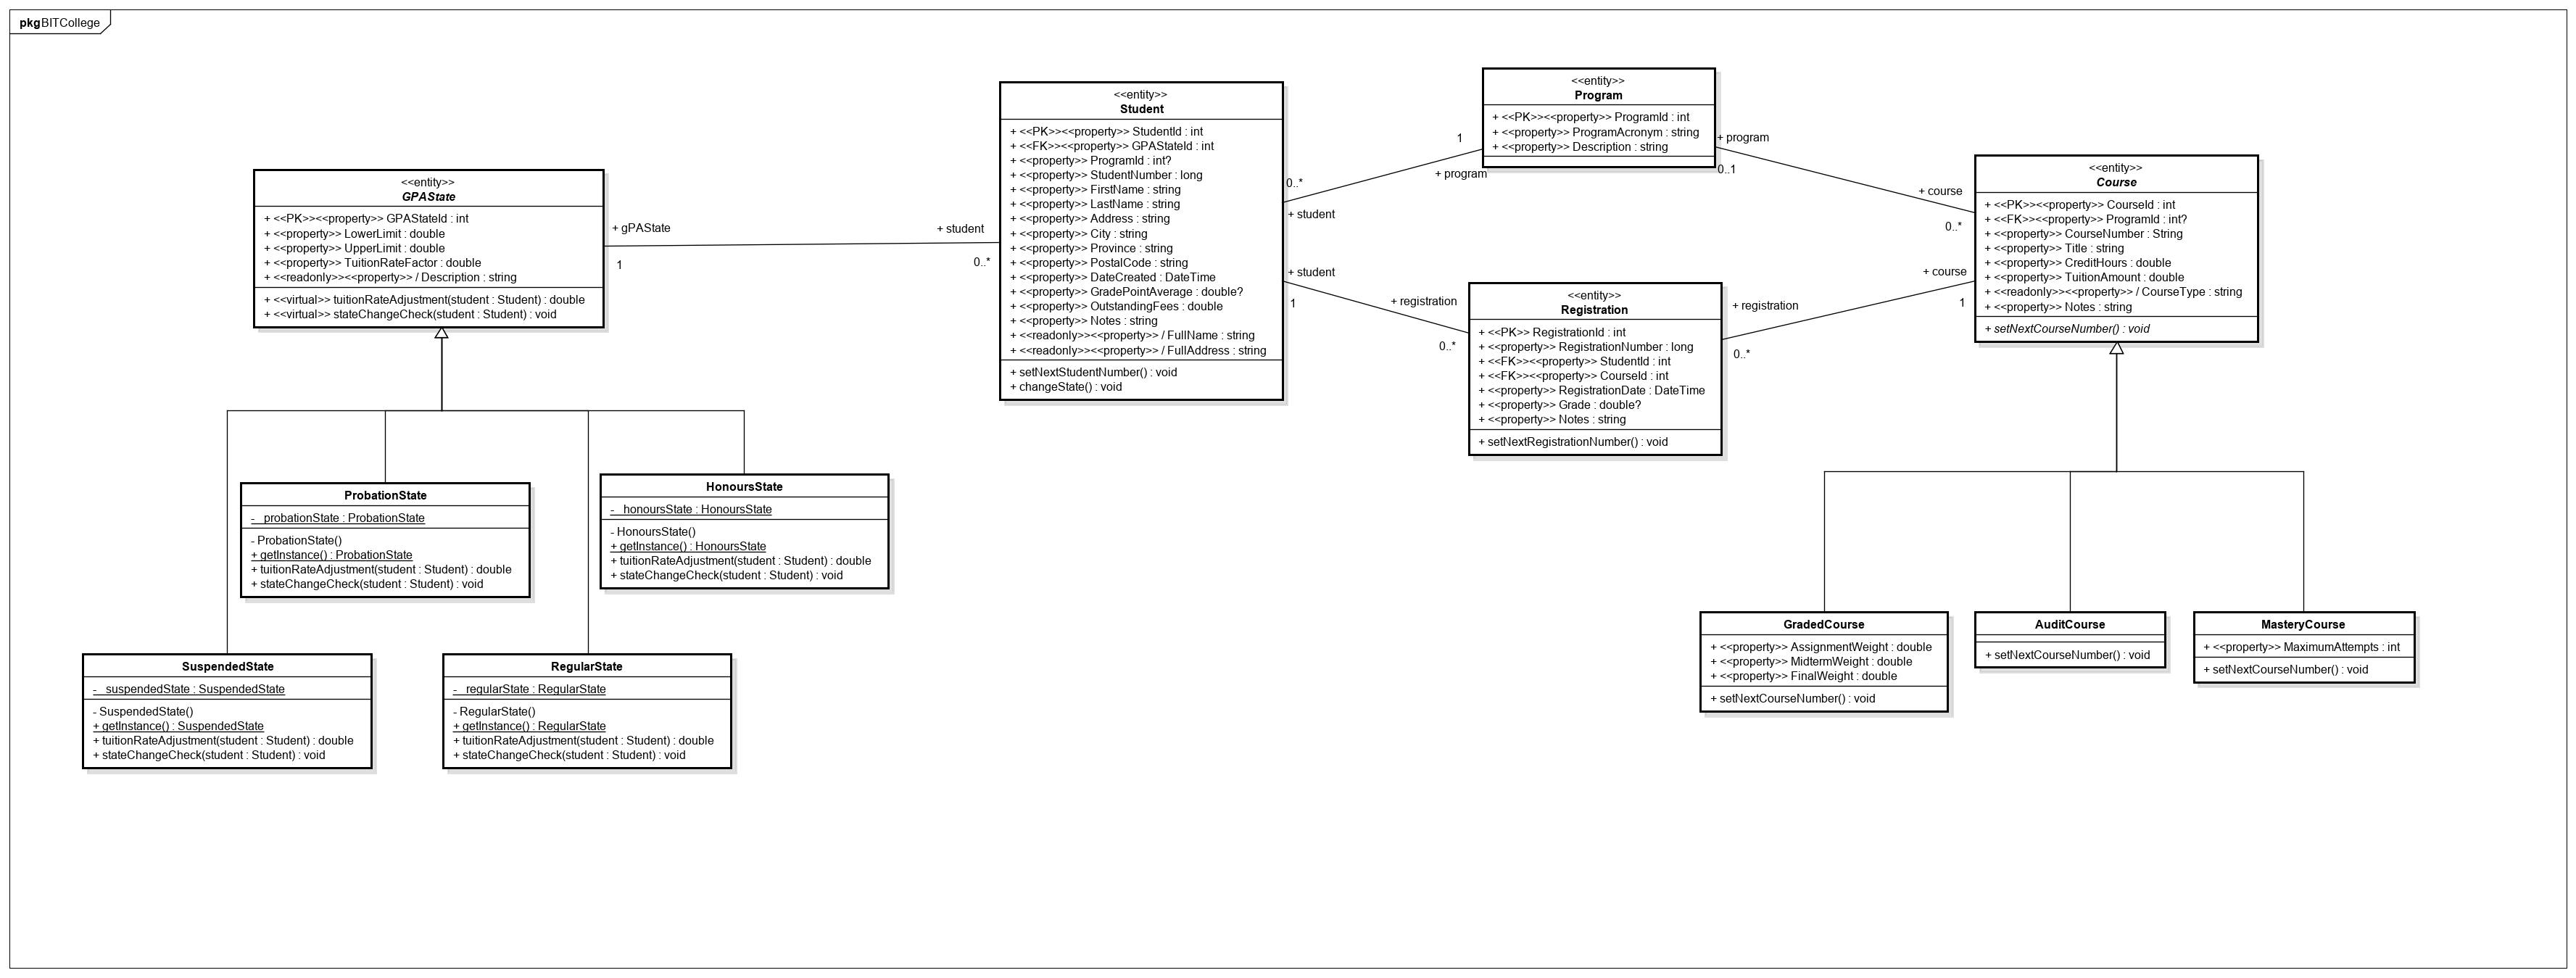 pkg BITCollege
<<entity>>
GPAState
+ <<PK>><<property>> GPAStateId : int
+ <<property>> LowerLimit : double
+ <<property>> UpperLimit : double
+ <<property>> TuitionRateFactor : double
+ <<readonly>><<property>> / Description : string
+ <<virtual>> tuitionRateAdjustment(student : Student) : double
+ <<virtual>> stateChangeCheck(student : Student) : void
+ gPAState
1
+ student
0..*
<<entity>>
Student
+ <<PK>><<property>> StudentId : int
+ <<FK>><<property>> GPAStateId : int
+ <<property>> ProgramId : int?
+ <<property>> StudentNumber : long
+ <<property>> FirstName : string
+ <<property>> LastName : string
+ <<property>> Address : string
+ <<property>> City : string
+ <<property>> Province : string
+ <<property>> PostalCode : string
+ <<property>> DateCreated : DateTime
+ <<property>> GradePointAverage : double?
+ <<property>> OutstandingFees : double
+ <<property>> Notes : string
+ <<readonly>><<property>> / FullName : string
+ <<readonly>><<property>> / FullAddress : string
+ setNextStudentNumber() : void
+ changeState() : void
0..*
+ student
1
+ program
+ student
1
+ registration
0..*
<<entity>>
Program
+ <<PK>><<property>> ProgramId : int
+ <<property>> ProgramAcronym : string
+ <<property>> Description : string
+ program
0..1
+ course
0..*
<<entity>>
Registration
+ <<PK>> RegistrationId : int
+ <<property>> RegistrationNumber : long
+ <<FK>><<property>> StudentId : int
+ <<FK>><<property>> CourseId : int
+ <<property>> RegistrationDate : DateTime
+ <<property>> Grade : double?
+ <<property>> Notes : string
+ setNextRegistrationNumber() : void
+ registration
0..*
+ course
1
<<entity>>
Course
+ <<PK>><<property>> CourseId : int
+ <<FK>><<property>> ProgramId : int?
+ <<property>> CourseNumber : String
+ <<property>> Title : string
+ <<property>> CreditHours : double
+ <<property>> TuitionAmount : double
+ <<readonly>><<property>> / CourseType : string
+ <<property>> Notes : string
+ setNextCourseNumber() : void
ProbationState
- _probationState : ProbationState
- ProbationState()
+ getInstance() : ProbationState
+ tuitionRateAdjustment(student : Student) : double
+ stateChangeCheck(student : Student) : void
HonoursState
- _honoursState : HonoursState
- HonoursState()
+ getInstance() : HonoursState
+ tuitionRateAdjustment(student : Student) : double
+ stateChangeCheck(student : Student) : void
SuspendedState
- _suspendedState : SuspendedState
- SuspendedState()
+ getInstance() : SuspendedState
+ tuitionRateAdjustment(student : Student) : double
+ stateChangeCheck(student : Student) : void
RegularState
- _regularState : RegularState
- RegularState()
+ getInstance() : RegularState
+ tuitionRateAdjustment(student : Student) : double
+ stateChangeCheck(student : Student) : void
GradedCourse
+ <<property>> AssignmentWeight : double
+ <<property>> MidtermWeight : double
+ <<property>> FinalWeight : double
+ setNextCourseNumber() : void
AuditCourse
+ setNextCourseNumber() : void
MasteryCourse
+ <<property>> MaximumAttempts : int
+ setNextCourseNumber() : void